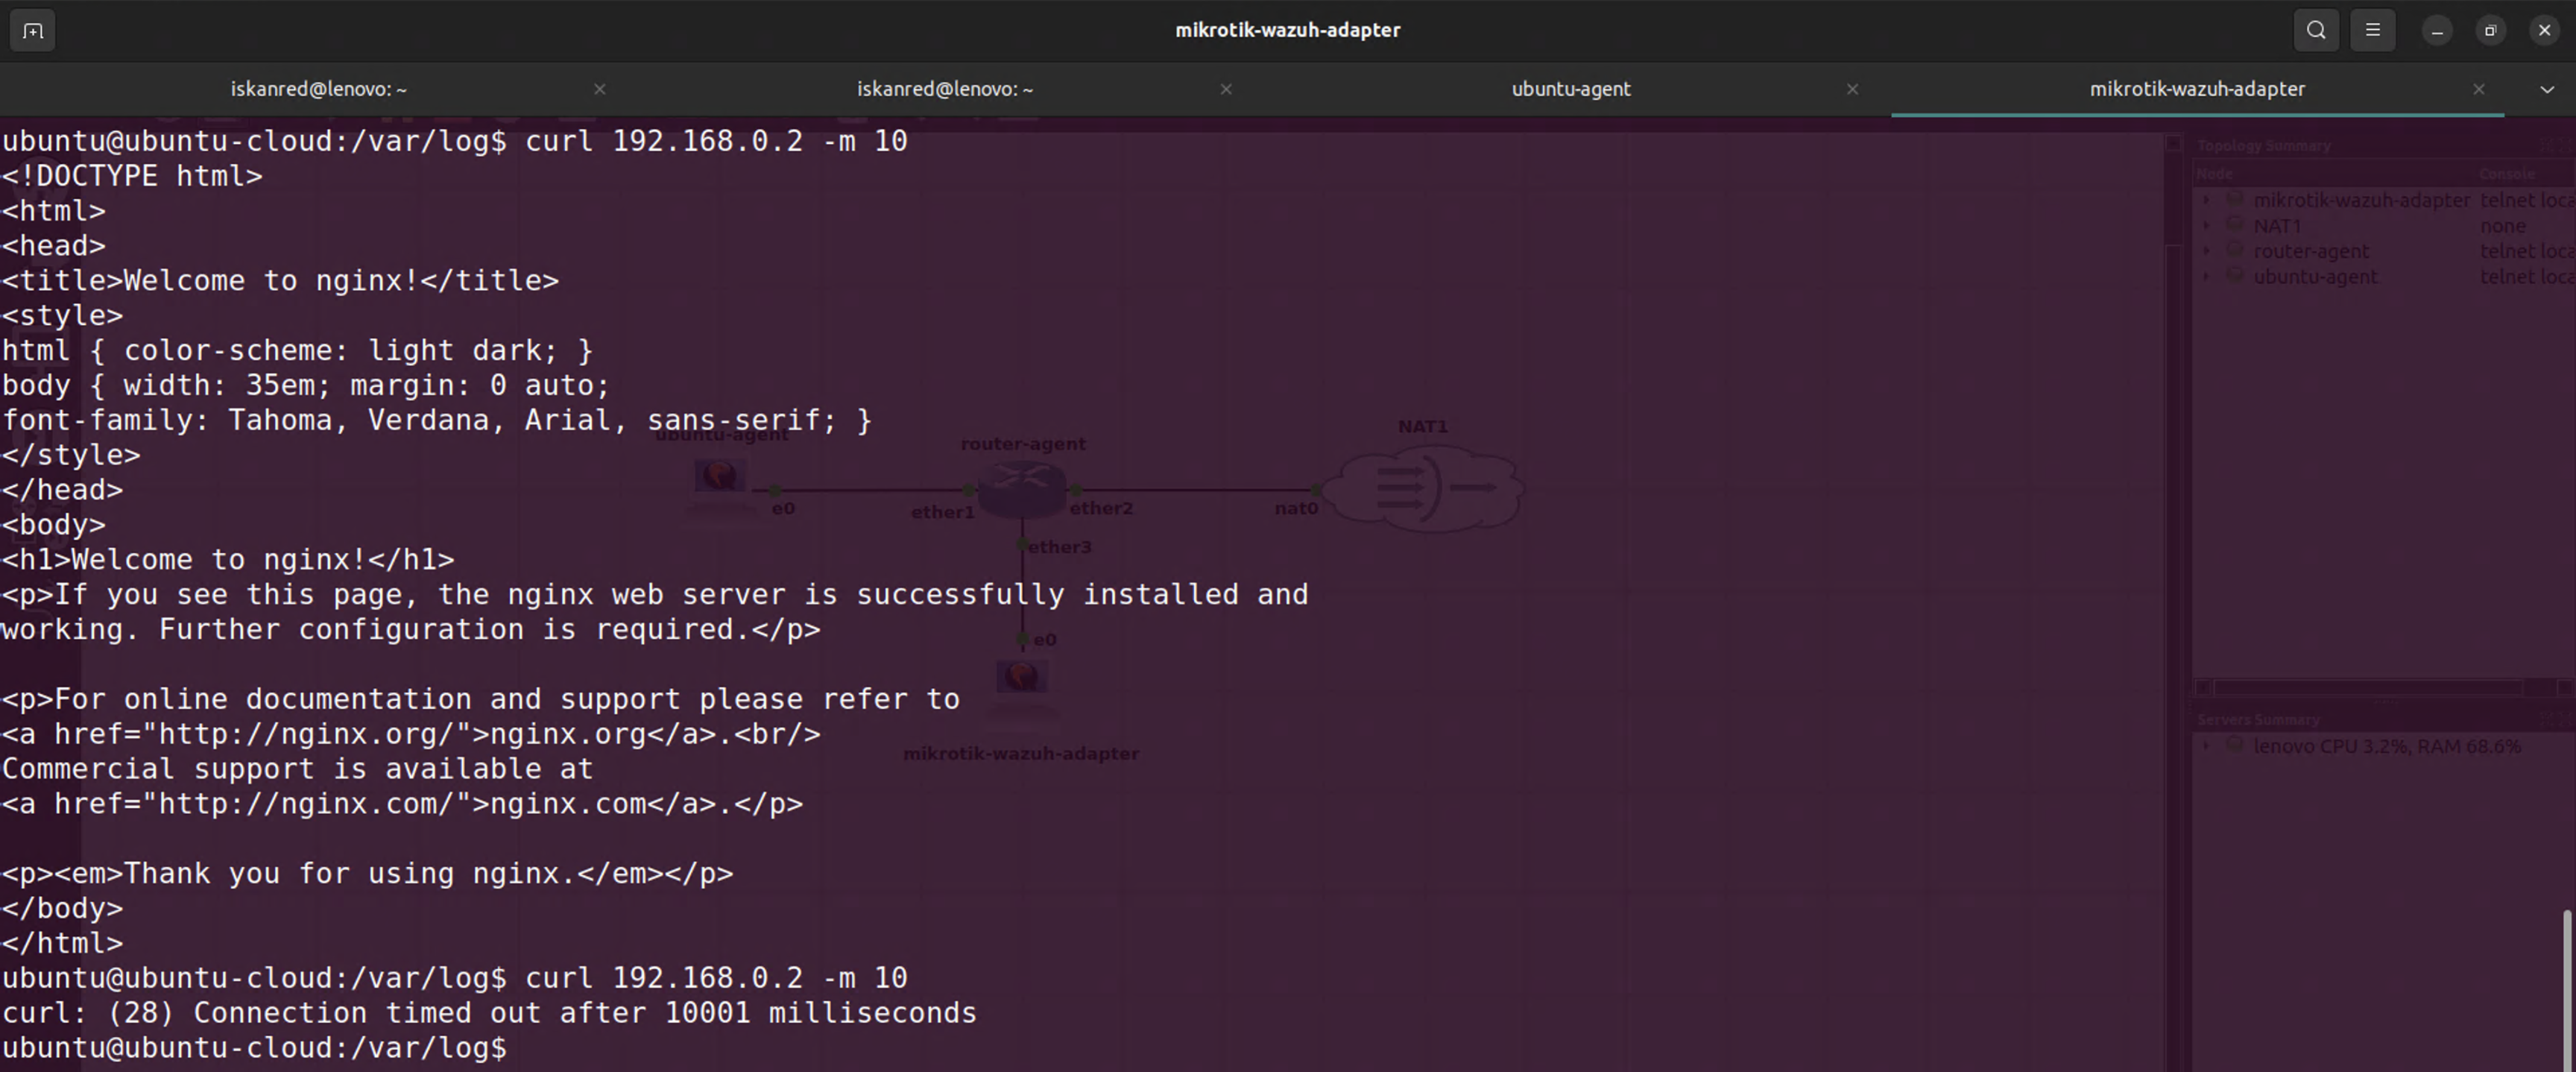 mikrotik-wazuh-adapter
iskanred@lenovo: ~
iskanred@lenovo: ~
ubuntu-agent
mikrotik-wazuh-adapter
ubuntu@ubuntu-cloud:/var/log$ curl 192.168.0.2 -m 10
<!DOCTYPE html>
<html>
<head>
<title>Welcome to nginx!</title>
<style>
html { color-scheme: light dark; }
body { width: 35em; margin: 0 auto;
font-family: Tahoma, Verdana, Arial, sans-serif; }
</style>
</head>
<body>
<h1>Welcome to nginx!</h1>
<p>If you see this page, the nginx web server is successfully installed and
working. Further configuration is required.</p>

<p>For online documentation and support please refer to
<a href="http://nginx.org/">nginx.org</a>.<br/>
Commercial support is available at
<a href="http://nginx.com/">nginx.com</a>.</p>

<p><em>Thank you for using nginx.</em></p>
</body>
</html>
ubuntu@ubuntu-cloud:/var/log$ curl 192.168.0.2 -m 10
curl: (28) Connection timed out after 10001 milliseconds
ubuntu@ubuntu-cloud:/var/log$
ubuntu-agent
router-agent
NAT1
e0
ether1
ether2
nat0
ether3
e0
mikrotik-wazuh-adapter
Topology Summary
Node Console
mikrotik-wazuh-adapter telnet loca
NAT1 none
router-agent telnet loca
ubuntu-agent telnet loca
Servers Summary
lenovo CPU 3.2%, RAM 68.6%